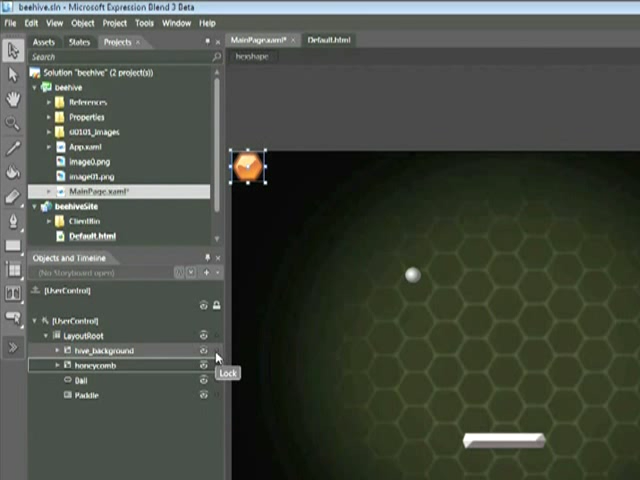 beehive.sln - Microsoft Expression Blend 3 Beta
File Edit View Object Project Tools Window Help
Assets States Projects
MainPage.xaml* Default.html
Search
hexshape
Solution "beehive" (2 project(s))
beehive
References
Properties
App.xaml
image0.png
image01.png
MainPage.xaml*
beehiveSite
ClientBin
Default.html
Objects and Timeline
(No Storyboard open)
[UserControl]
[UserControl]
LayoutRoot
hive_background
honeycomb
Lock
Ball
Paddle